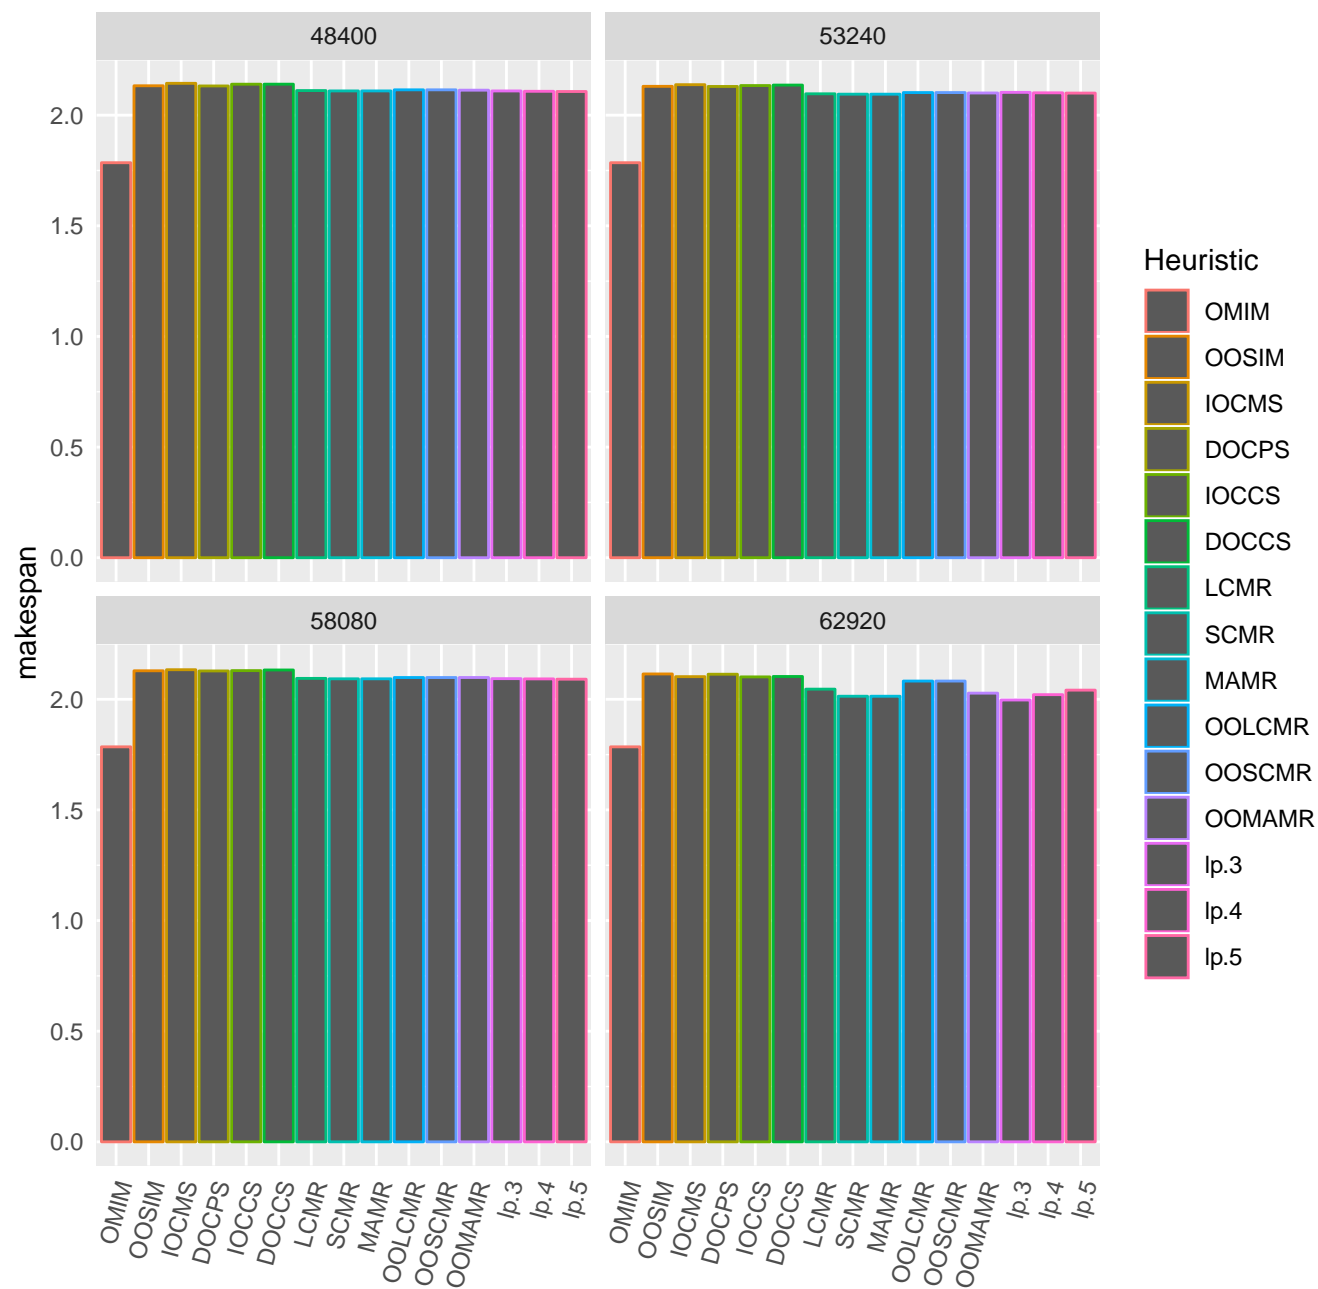 48400
53240
2.0
1.5
1.0
0.5
0.0
makespan
58080
62920
2.0
1.5
1.0
0.5
0.0
OMIM
OOSIM
IOCMS
DOCPS
IOCCS
DOCCS
LCMR
SCMR
MAMR
OOLCMR
OOSCMR
OOMAMR
lp.3
lp.4
lp.5
OMIM
OOSIM
IOCMS
DOCPS
IOCCS
DOCCS
LCMR
SCMR
MAMR
OOLCMR
OOSCMR
OOMAMR
lp.3
lp.4
lp.5
Heuristic
OMIM
OOSIM
IOCMS
DOCPS
IOCCS
DOCCS
LCMR
SCMR
MAMR
OOLCMR
OOSCMR
OOMAMR
lp.3
lp.4
lp.5